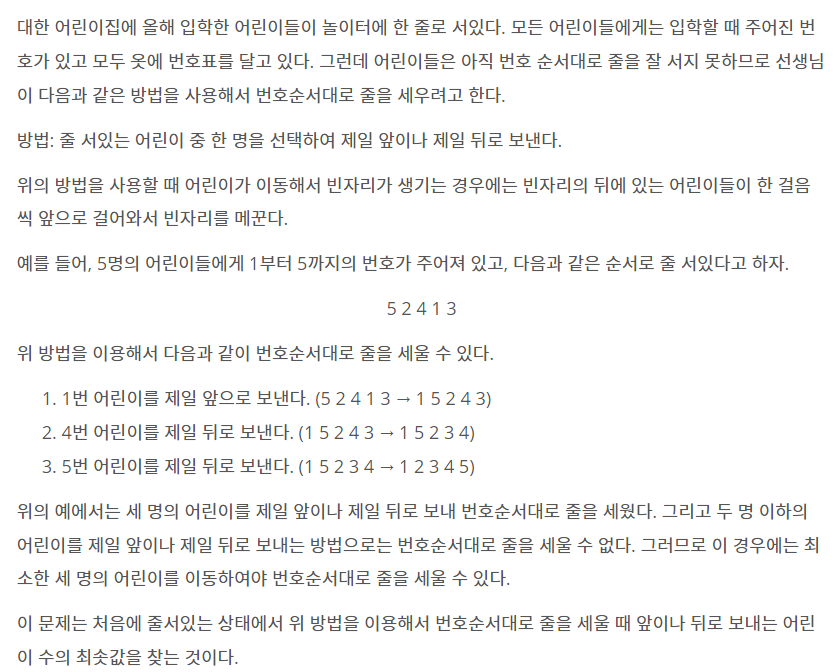 대한 어린이집에 올해 입학한 어린이들이 놀이터에 한 줄로 서있다. 모든 어린이들에게는 입학할 때 주어진 번
호가 있고 모두 옷에 번호표를 달고 있다. 그런데 어린이들은 아직 번호 순서대로 줄을 잘 서지 못하므로 선생님
이 다음과 같은 방법을 사용해서 번호순서대로 줄을 세우려고 한다.
방법: 줄 서있는 어린이 중 한 명을 선택하여 제일 앞이나 제일 뒤로 보낸다.
위의 방법을 사용할 때 어린이가 이동해서 빈자리가 생기는 경우에는 빈자리의 뒤에 있는 어린이들이 한 걸음
씩 앞으로 걸어와서 빈자리를 메꾼다.
예를 들어, 5명의 어린이들에게 1부터 5까지의 번호가 주어져 있고, 다음과 같은 순서로 줄 서있다고 하자.
5 2 4 1 3
위 방법을 이용해서 다음과 같이 번호순서대로 줄을 세울 수 있다.
1. 1번 어린이를 제일 앞으로 보낸다. (5 2 4 1 3 → 1 5 2 4 3)
2. 4번 어린이를 제일 뒤로 보낸다. (1 5 2 4 3 → 1 5 2 3 4)
3. 5번 어린이를 제일 뒤로 보낸다. (1 5 2 3 4 → 1 2 3 4 5)
위의 예에서는 세 명의 어린이를 제일 앞이나 제일 뒤로 보내 번호순서대로 줄을 세웠다. 그리고 두 명 이하의
어린이를 제일 앞이나 제일 뒤로 보내는 방법으로는 번호순서대로 줄을 세울 수 없다. 그러므로 이 경우에는 최
소한 세 명의 어린이를 이동하여야 번호순서대로 줄을 세울 수 있다.
이 문제는 처음에 줄서있는 상태에서 위 방법을 이용해서 번호순서대로 줄을 세울 때 앞이나 뒤로 보내는 어린
이 수의 최솟값을 찾는 것이다.